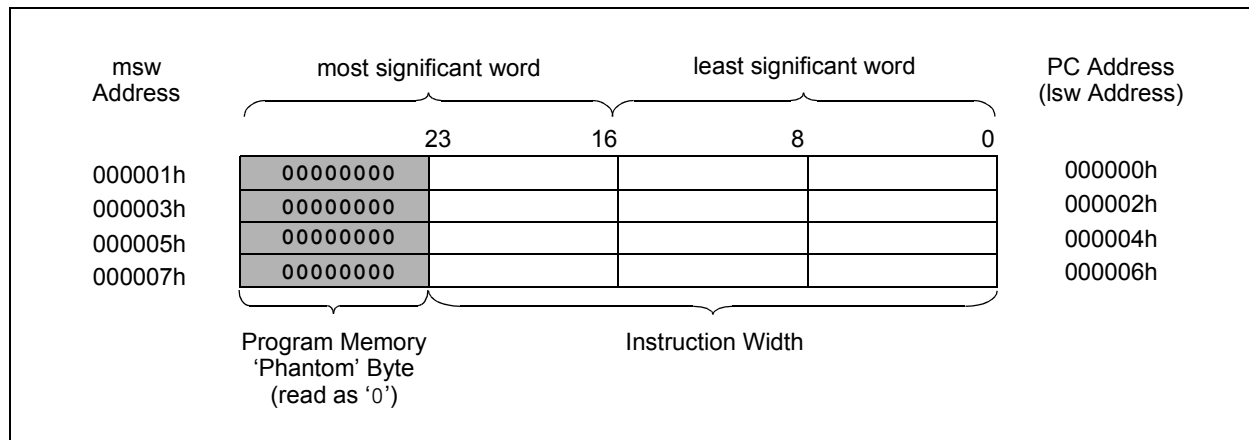 msw
Address
most significant word
least significant word
PC Address
(lsw Address)
23
16
8
0
000001h
00000000
000000h
000003h
00000000
000002h
000005h
00000000
000004h
000007h
00000000
000006h
Program Memory
‘Phantom’ Byte
(read as ‘0’)
Instruction Width